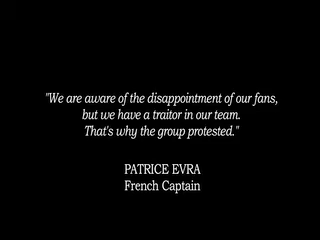 "We are aware of the disappointment of our fans,
but we have a traitor in our team.
That's why the group protested."
PATRICE EVRA
French Captain